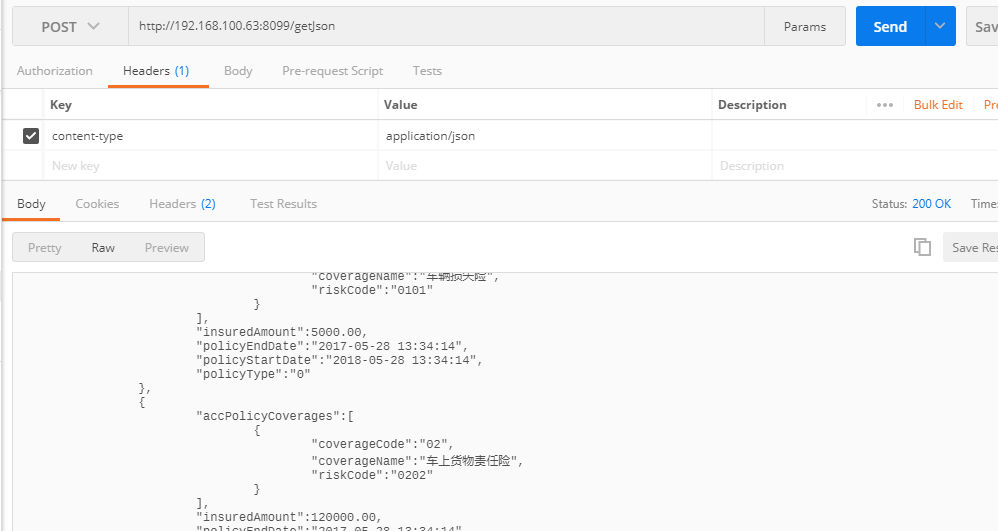 POST http://192.168.100.63:8099/getJson Params Send
Authorization Headers (1) Body Pre-request Script Tests
Key Value Description ••• Bulk Edit
content-type application/json
New key Value Description
Body Cookies Headers (2) Test Results Status: 200 OK
Pretty Raw Preview Save
"coverageName":"车辆损失险",
"riskCode":"0101"
}
],
"insuredAmount":5000.00,
"policyEndDate":"2017-05-28 13:34:14",
"policyStartDate":"2018-05-28 13:34:14",
"policyType":"0"
},
{
"accPolicyCoverages":[
{
"coverageCode":"02",
"coverageName":"车上货物责任险",
"riskCode":"0202"
}
],
"insuredAmount":120000.00,
"policyEndDate":"2017-05-28 13:34:14",